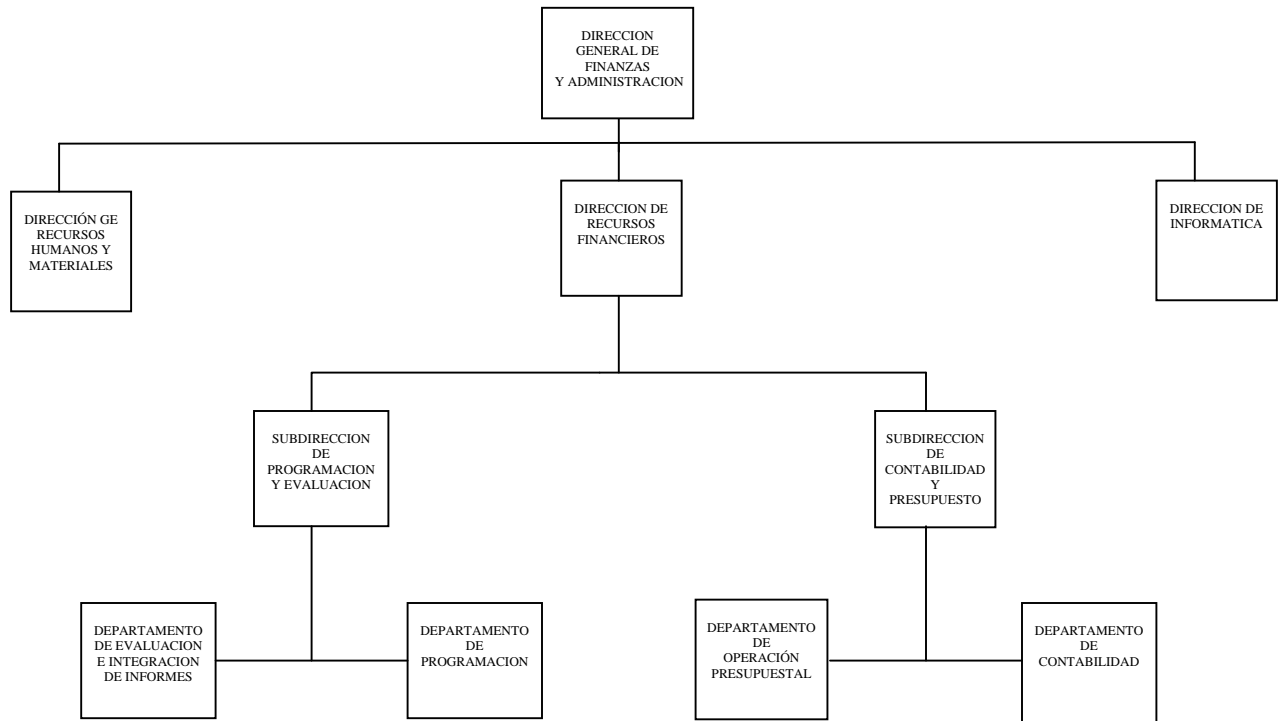 DIRECCION
GENERAL DE
FINANZAS
Y ADMINISTRACION
DIRECCIÓN GE
RECURSOS
HUMANOS Y
MATERIALES
DIRECCION DE
RECURSOS
FINANCIEROS
DIRECCION DE
INFORMATICA
SUBDIRECCION
DE
PROGRAMACION
Y EVALUACION
SUBDIRECCION
DE
CONTABILIDAD
Y
PRESUPUESTO
DEPARTAMENTO
DE EVALUACION
E INTEGRACION
DE INFORMES
DEPARTAMENTO
DE
PROGRAMACION
DEPARTAMENTO
DE
OPERACIÓN
PRESUPUESTAL
DEPARTAMENTO
DE
CONTABILIDAD